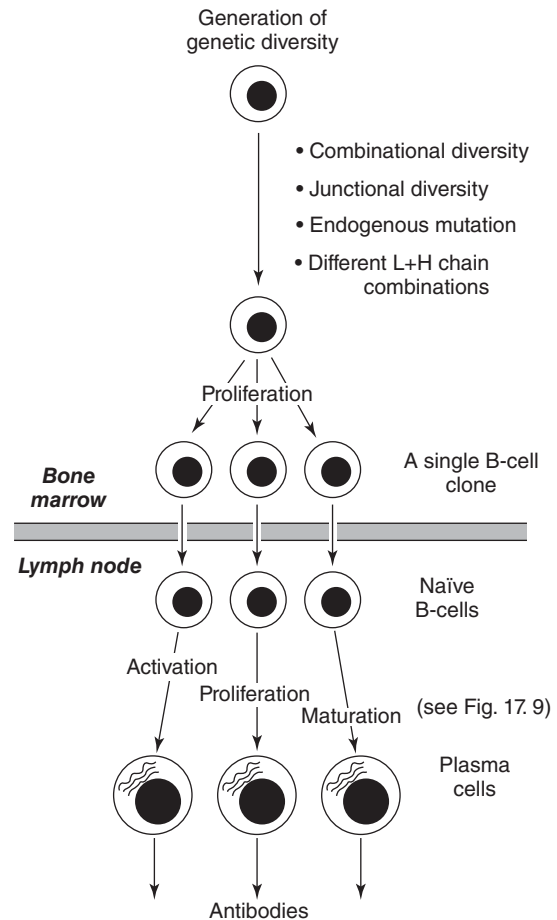 Generation of
genetic diversity
• Combinational diversity
• Junctional diversity
• Endogenous mutation
• Different L+H chain
combinations
Proliferation
A single B-cell
clone
Bone
marrow
Lymph node
Naïve
B-cells
Activation
Proliferation
Maturation
(see Fig. 17. 9)
Plasma
cells
Antibodies